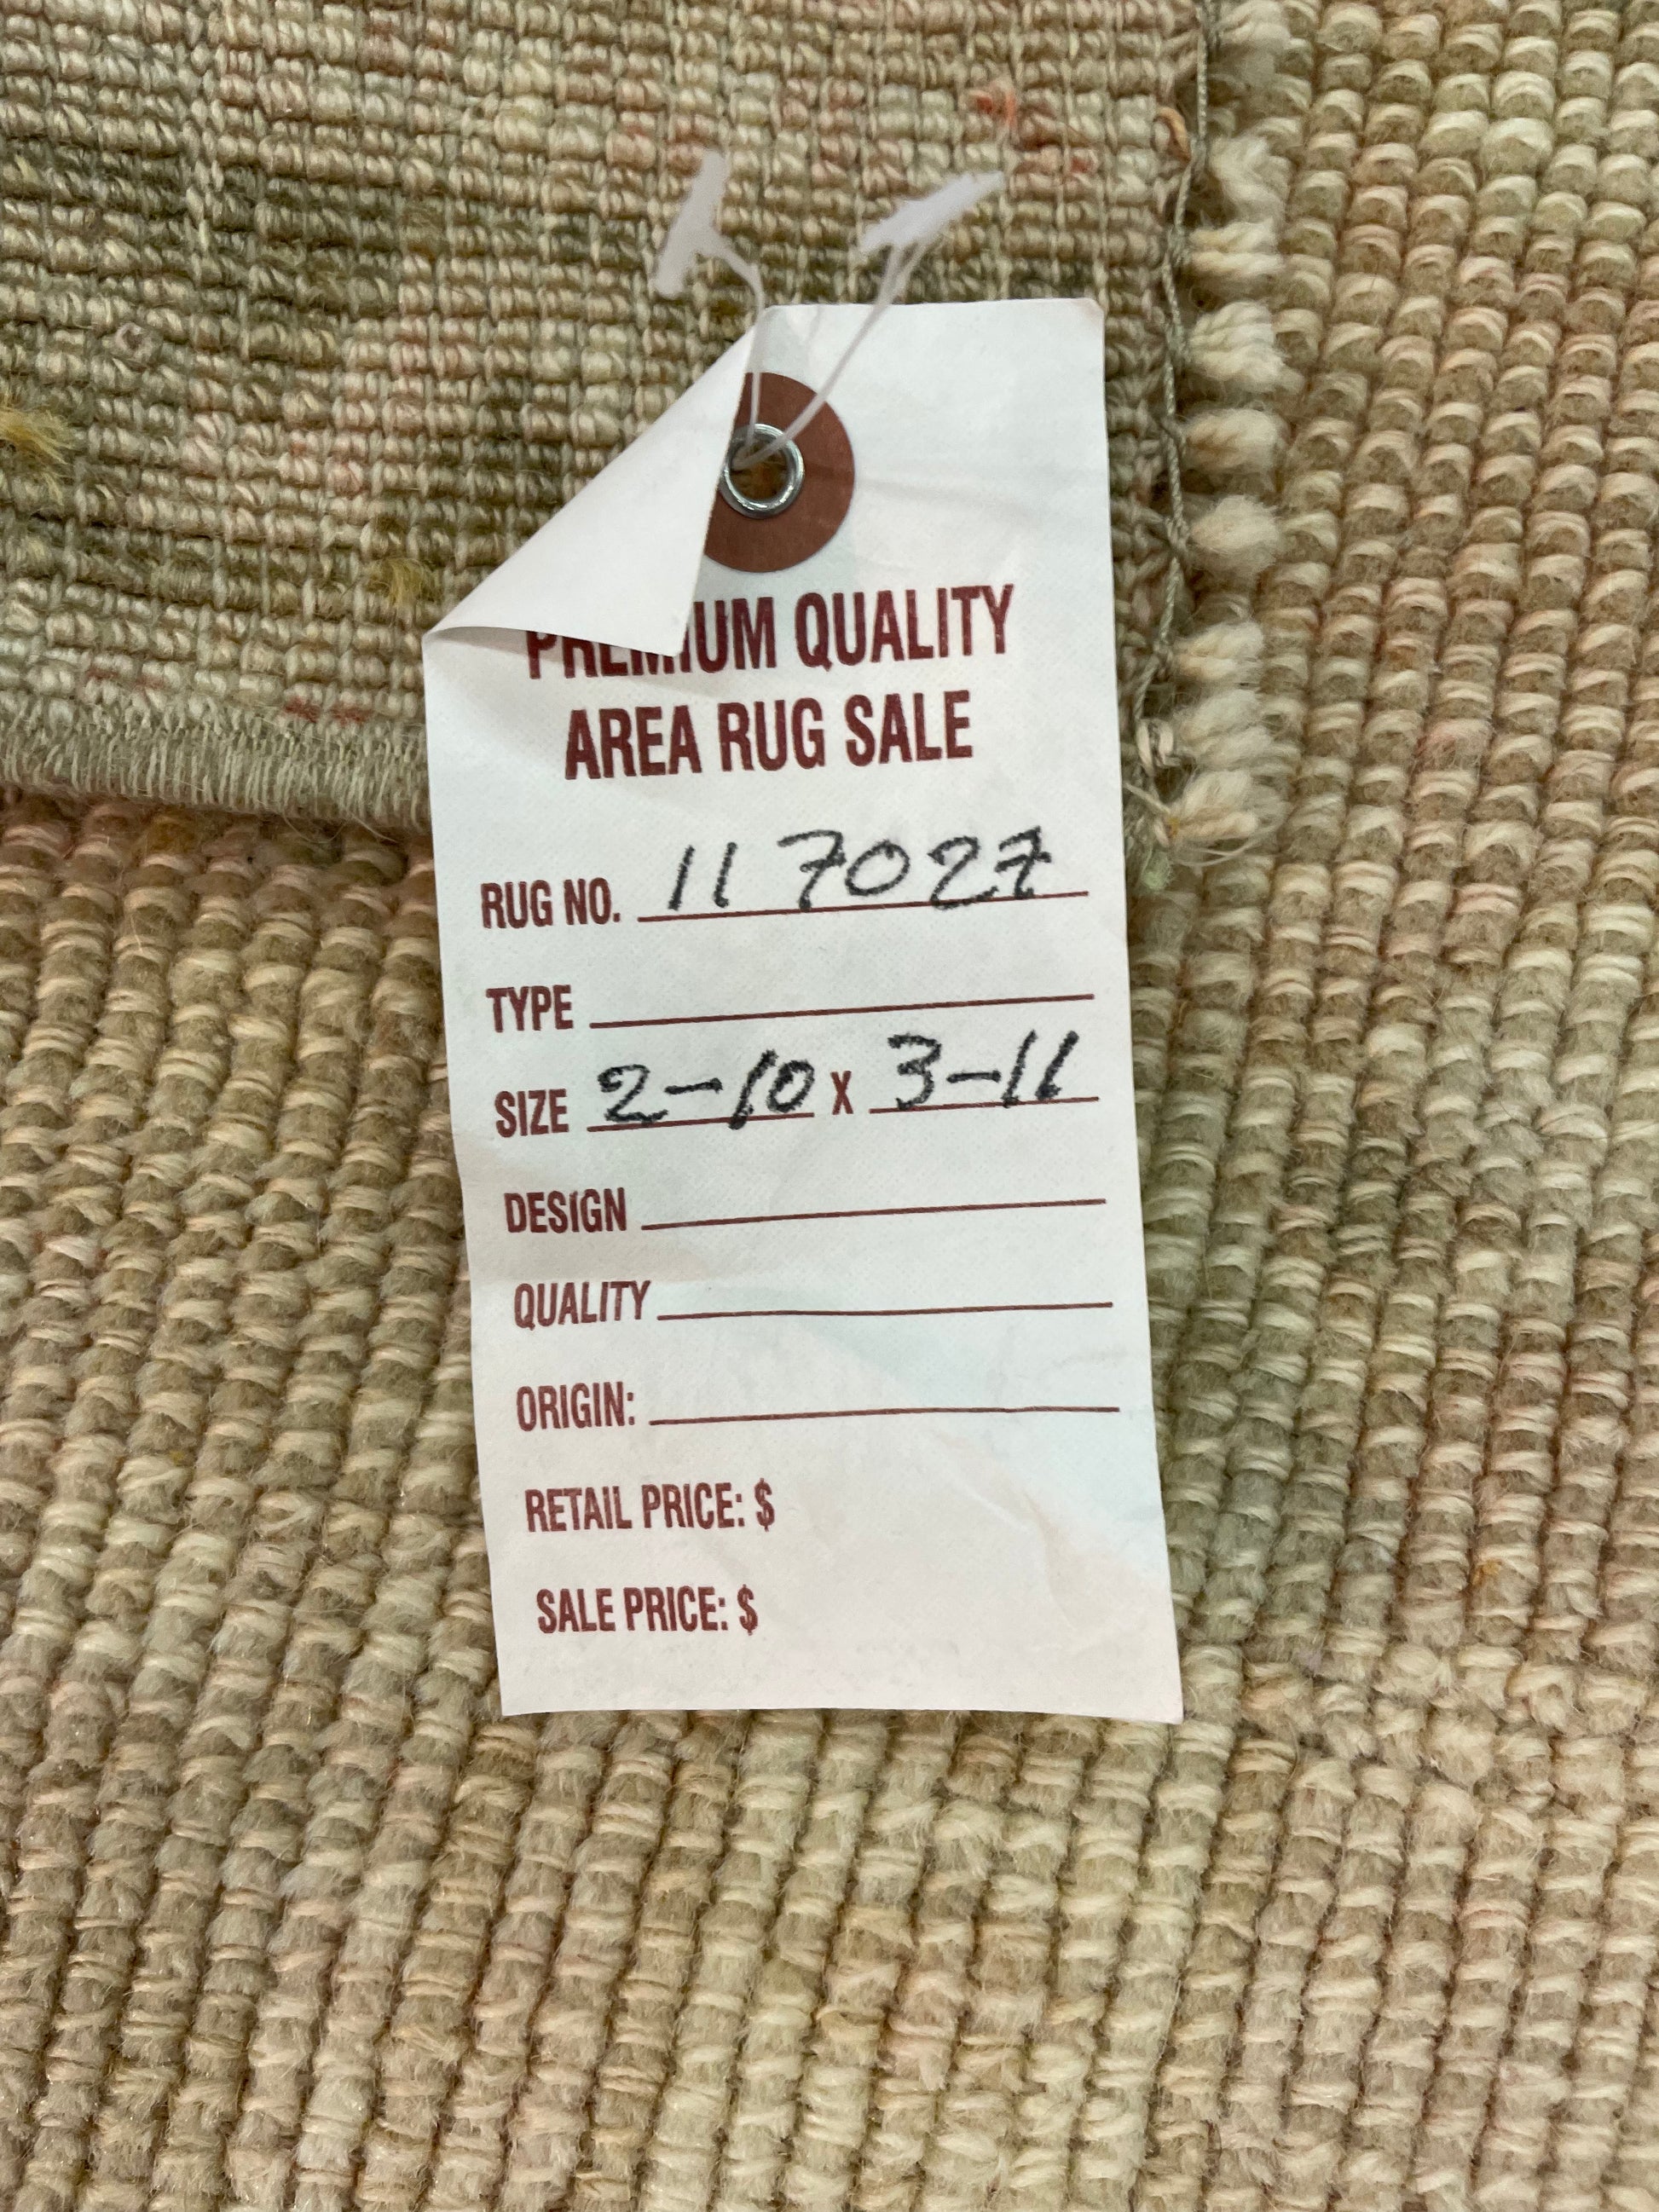 PREMIUM QUALITY
AREA RUG SALE
RUG NO. 117027
TYPE
SIZE 2-10 X 3-11
DESIGN
QUALITY
ORIGIN:
RETAIL PRICE: $
SALE PRICE: $